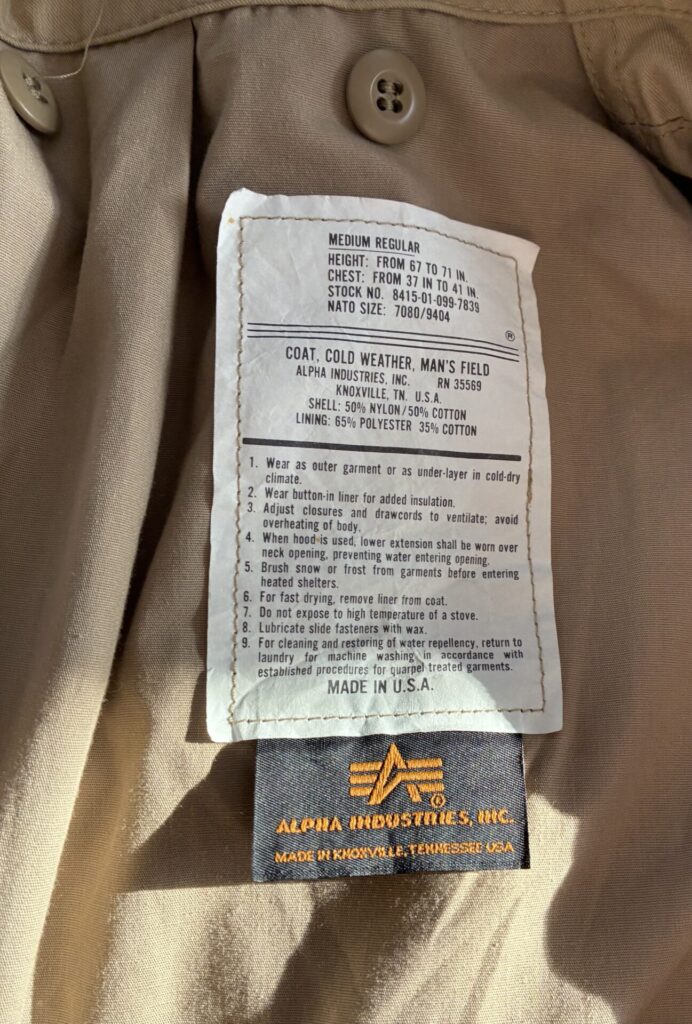 MEDIUM REGULAR
HEIGHT: FROM 67 TO 71 IN.
CHEST: FROM 37 IN TO 41 IN.
STOCK NO. 8415-01-099-7839
NATO SIZE: 7080/9404
®
COAT, COLD WEATHER, MAN'S FIELD
ALPHA INDUSTRIES, INC. RN 35569
KNOXVILLE, TN. U.S.A.
SHELL: 50% NYLON/50% COTTON
LINING: 65% POLYESTER 35% COTTON
1. Wear as outer garment or as under-layer in cold-dry
climate.
2. Wear button-in liner for added insulation.
3. Adjust closures and drawcords to ventilate; avoid
overheating of body.
4. When hood is used, lower extension shall be worn over
neck opening, preventing water entering opening.
5. Brush snow or frost from garments before entering
heated shelters.
6. For fast drying, remove liner from coat.
7. Do not expose to high temperature of a stove.
8. Lubricate slide fasteners with wax.
9. For cleaning and restoring of water repellency, return to
laundry for machine washing in accordance with
established procedures for quarpel treated garments.
MADE IN U.S.A.
®
ALPHA INDUSTRIES, INC.
MADE IN KNOXVILLE, TENNESSEE USA